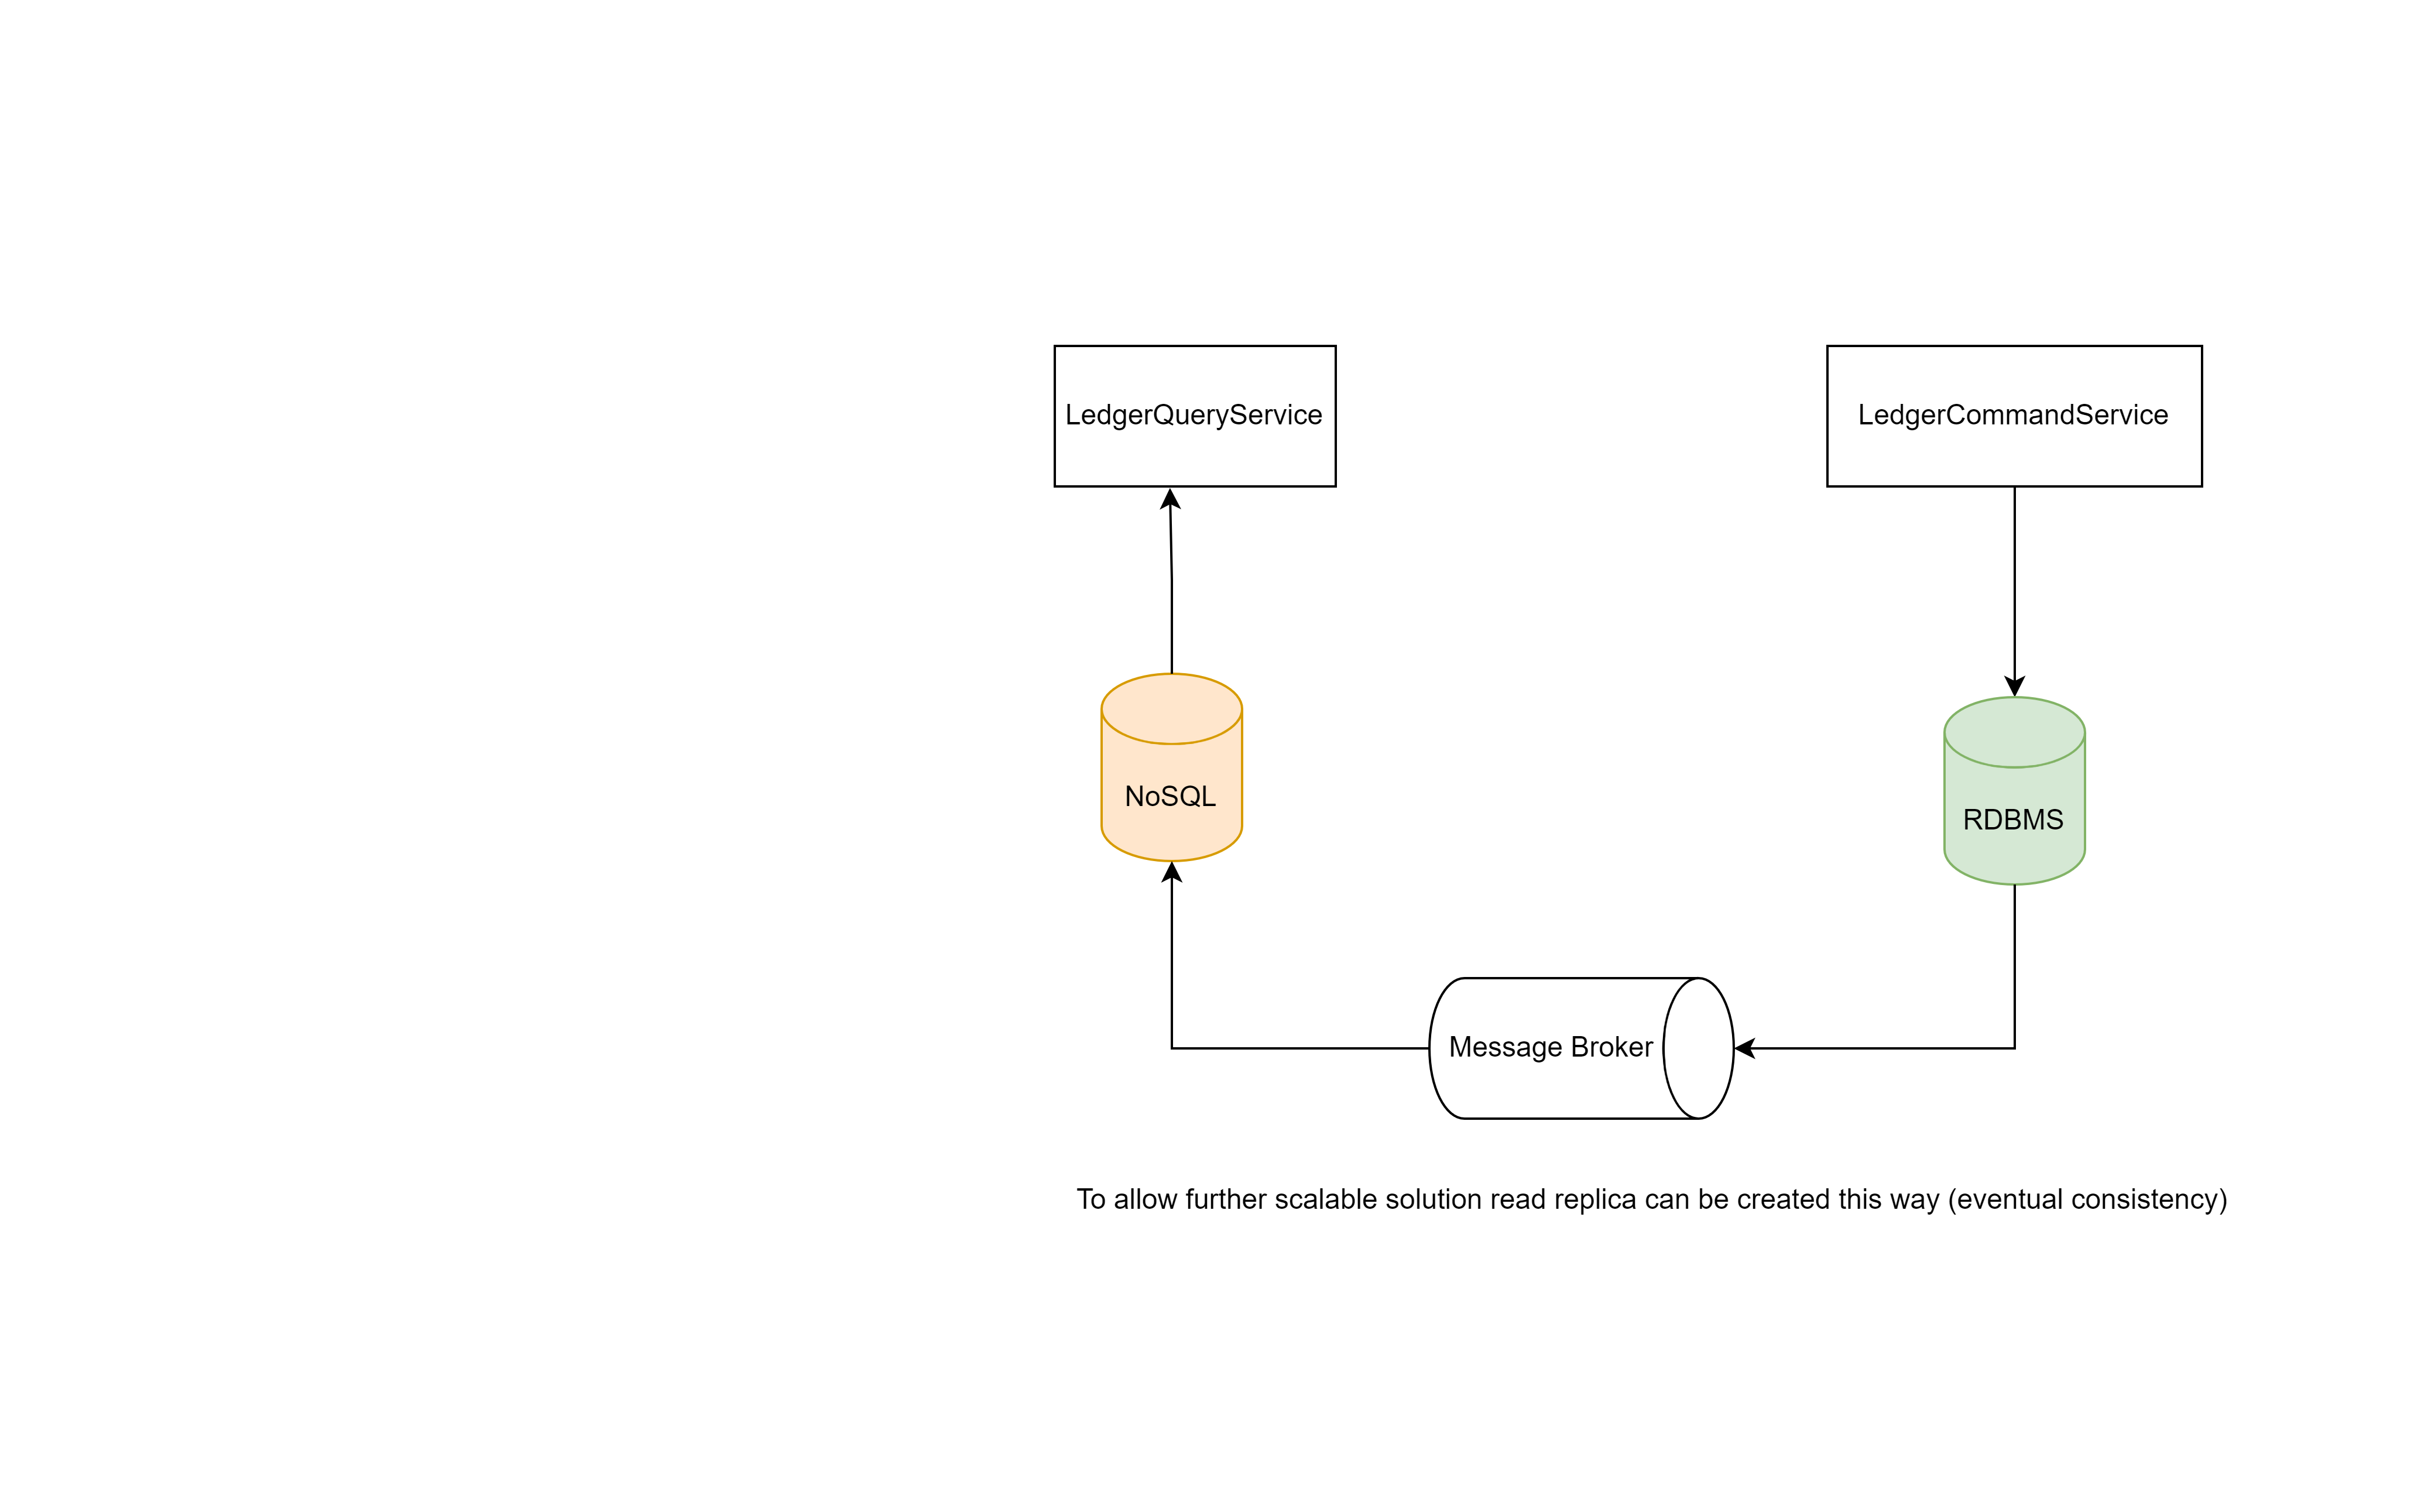 LedgerQueryService
LedgerCommandService
NoSQL
RDBMS
Message Broker
To allow further scalable solution read replica can be created this way (eventual consistency)